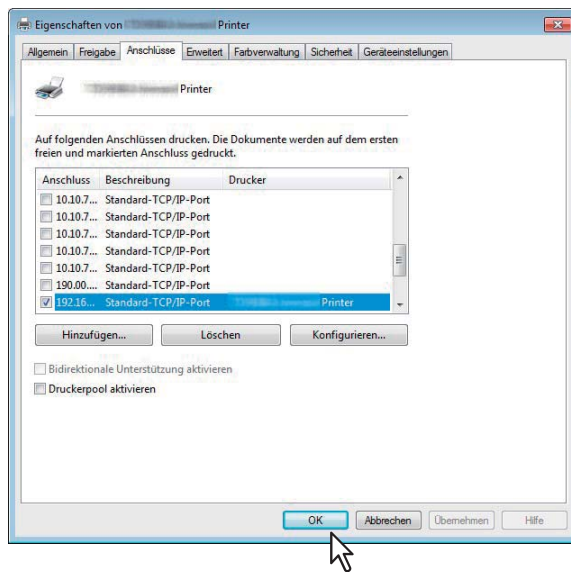 Eigenschaften von Printer
Allgemein Freigabe Anschlüsse Erweitert Farbverwaltung Sicherheit Geräteeinstellungen
Printer
Auf folgenden Anschlüssen drucken. Die Dokumente werden auf dem ersten
freien und markierten Anschluss gedruckt.
Anschluss Beschreibung Drucker
10.10.7... Standard-TCP/IP-Port
10.10.7... Standard-TCP/IP-Port
10.10.7... Standard-TCP/IP-Port
10.10.7... Standard-TCP/IP-Port
10.10.7... Standard-TCP/IP-Port
190.00.... Standard-TCP/IP-Port
192.16... Standard-TCP/IP-Port Printer
Hinzufügen... Löschen Konfigurieren...
Bidirektionale Unterstützung aktivieren
Druckerpool aktivieren
OK Abbrechen Übernehmen Hilfe